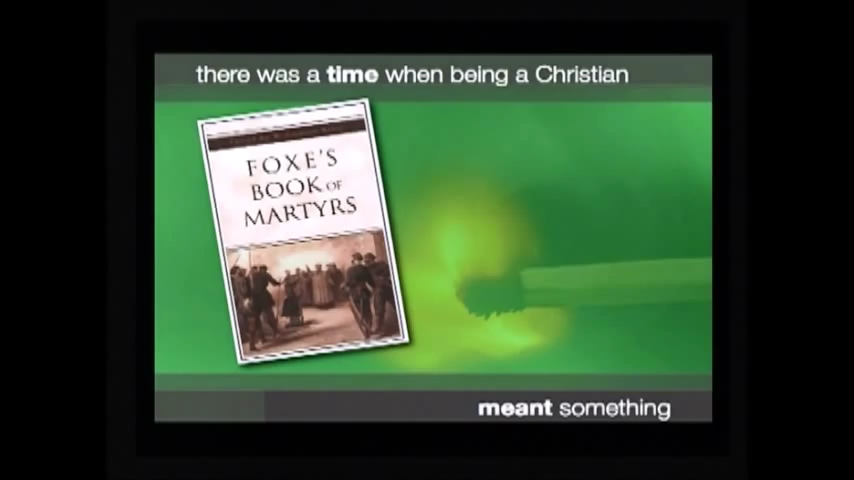 there was a time when being a Christian
FOXE'S
BOOK OF
MARTYRS
meant something